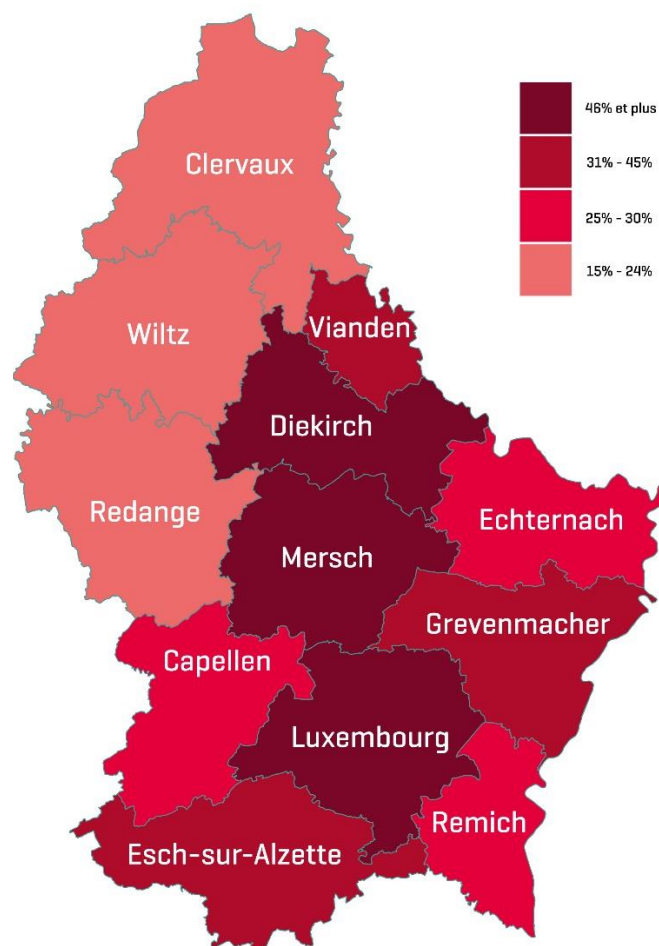 46% et plus
31% - 45%
25% - 30%
15% - 24%
Clervaux
Wiltz
Vianden
Diekirch
Redange
Echternach
Mersch
Grevenmacher
Capellen
Luxembourg
Remich
Esch-sur-Alzette